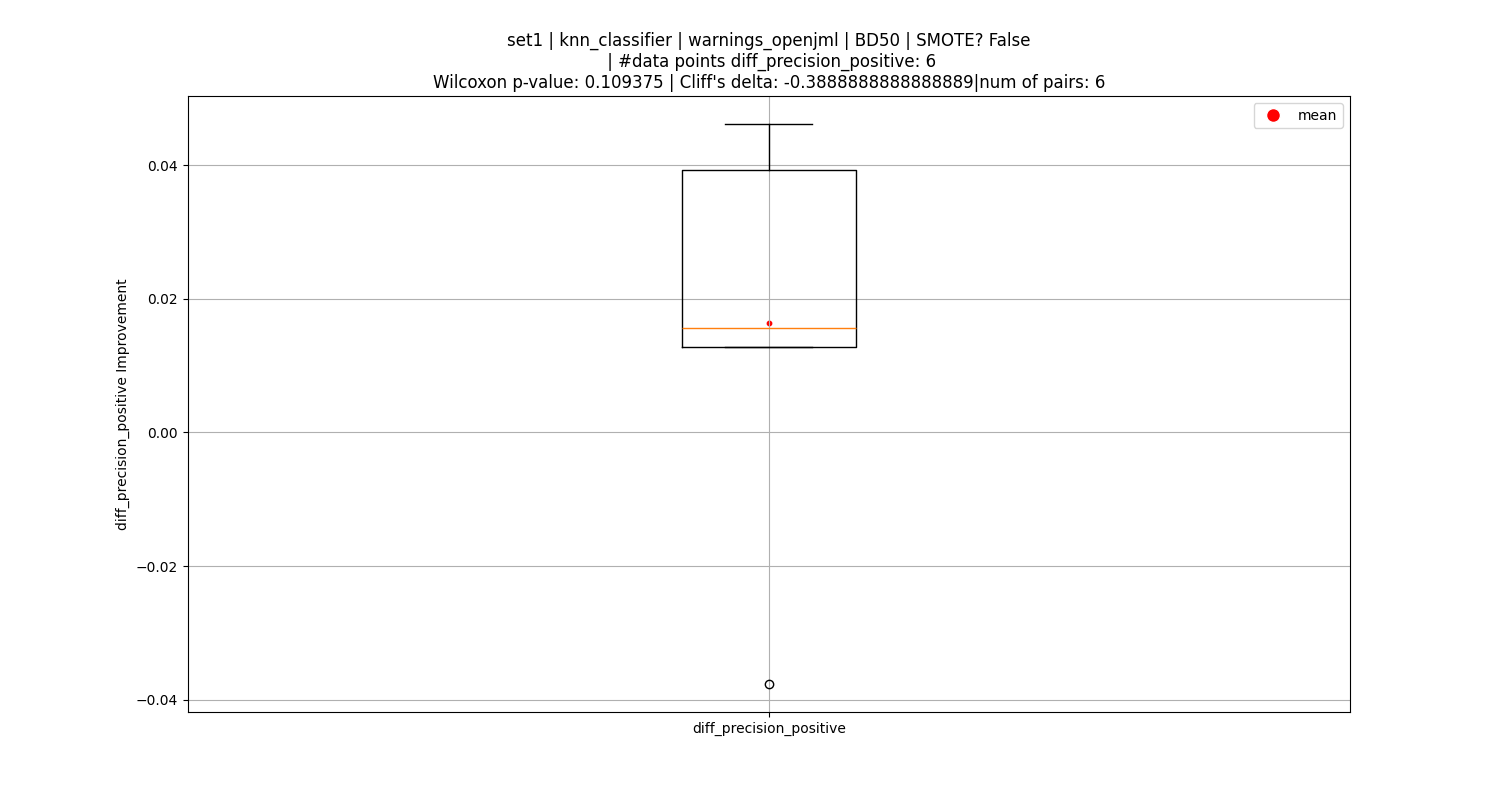 set1 | knn_classifier | warnings_openjml | BD50 | SMOTE? False
| #data points diff_precision_positive: 6
Wilcoxon p-value: 0.109375 | Cliff's delta: -0.3888888888888889|num of pairs: 6
mean
0.04
0.02
0.00
−0.02
−0.04
diff_precision_positive Improvement
diff_precision_positive